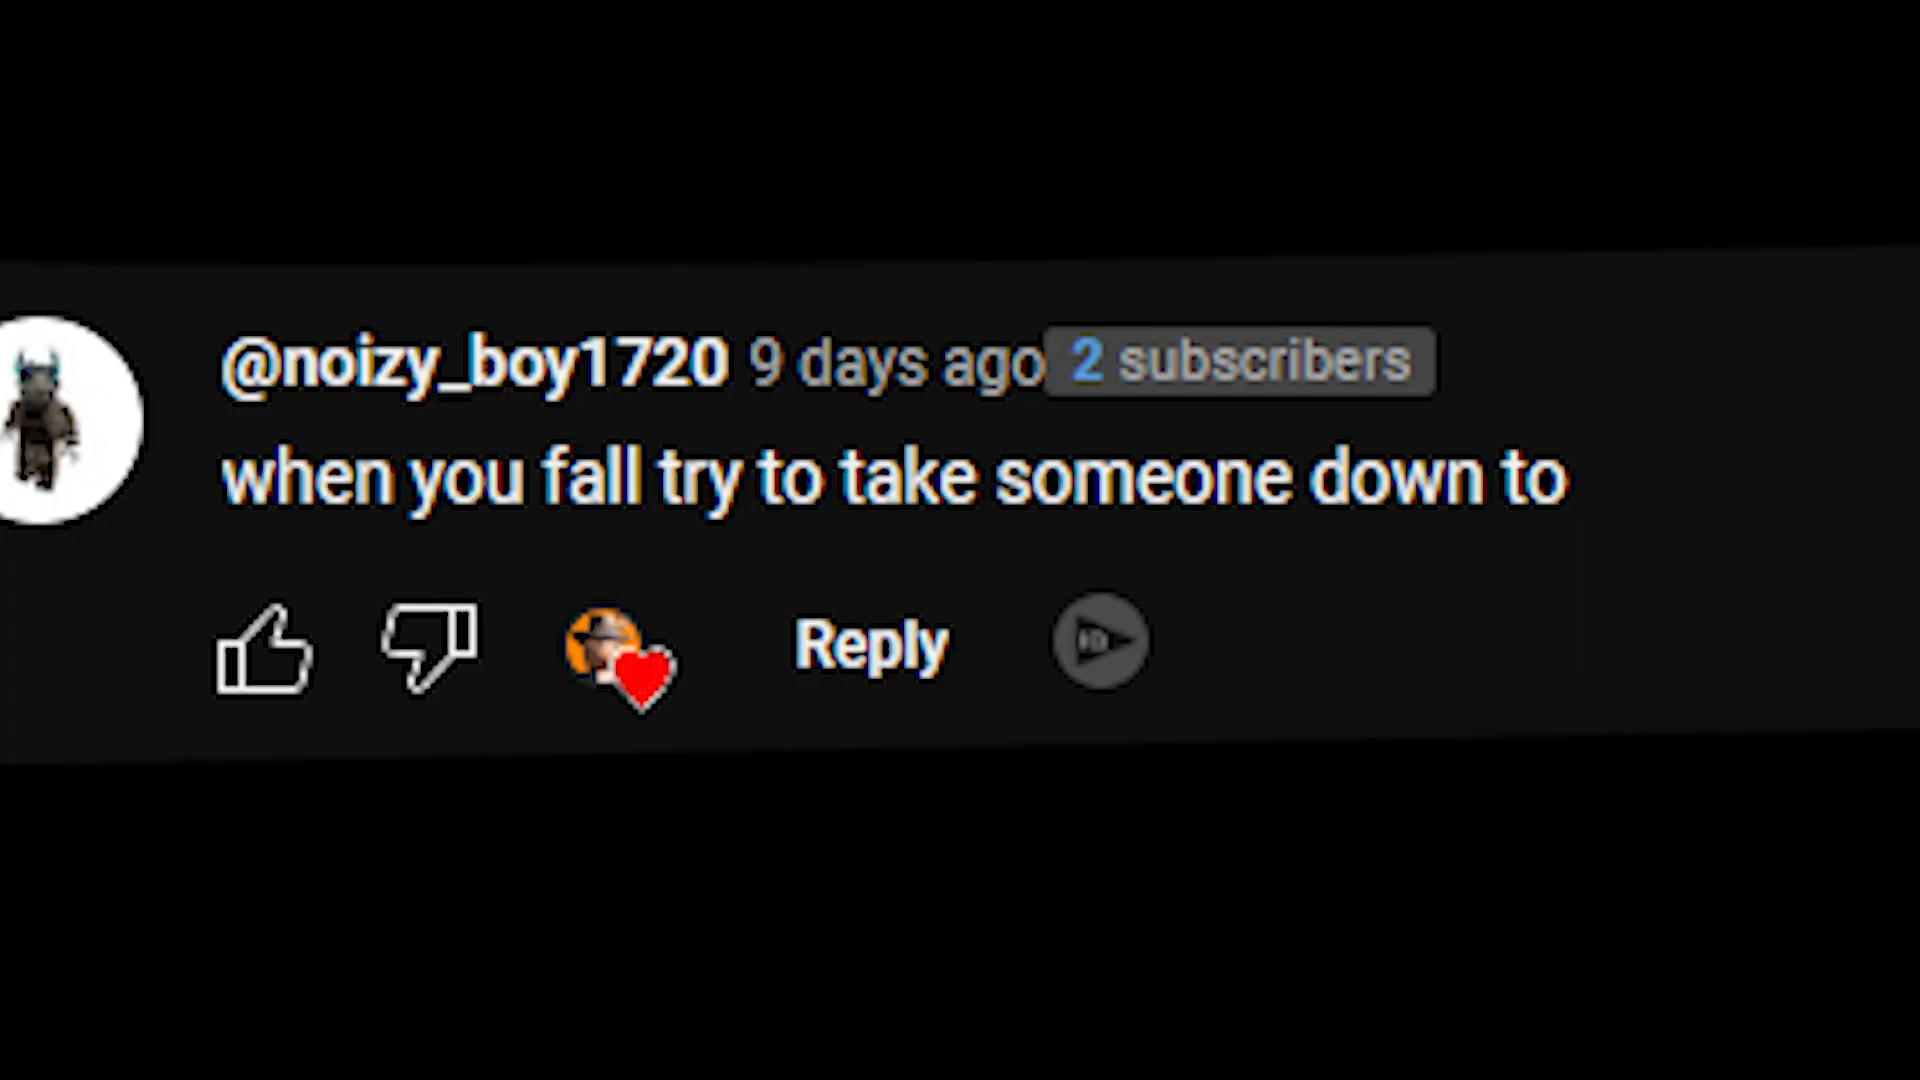 @noizy_boy1720 9 days ago 2 subscribers
when you fall try to take someone down to
Reply